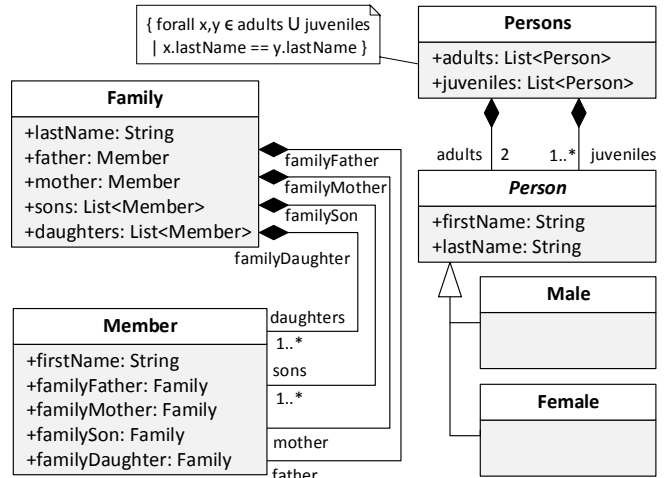 { forall x,y ϵ adults U juveniles
| x.lastName == y.lastName }
Persons
+adults: List<Person>
+juveniles: List<Person>
Family
+lastName: String
+father: Member
+mother: Member
+sons: List<Member>
+daughters: List<Member>
familyFather
familyMother
familySon
familyDaughter
adults 2 1..* juveniles
Person
+firstName: String
+lastName: String
Male
Female
Member
+firstName: String
+familyFather: Family
+familyMother: Family
+familySon: Family
+familyDaughter: Family
daughters
1..*
sons
1..*
mother
father